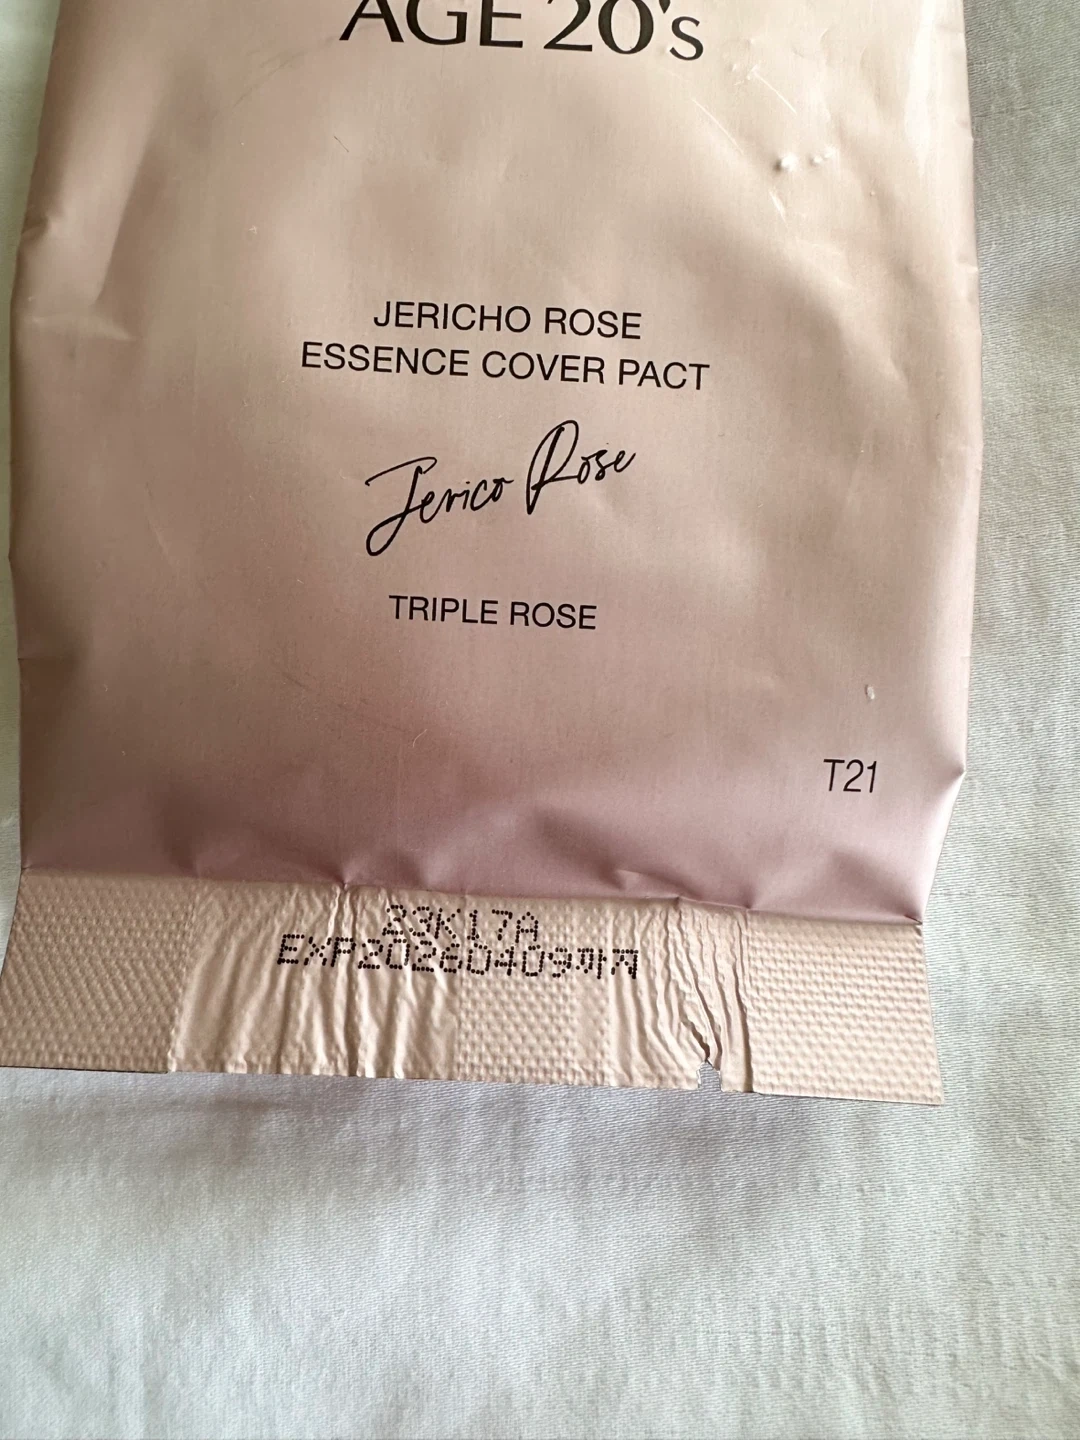 AGE 20's
JERICHO ROSE
ESSENCE COVER PACT
Jerico Rose
TRIPLE ROSE
T21
23K17A
EXP20260409까지